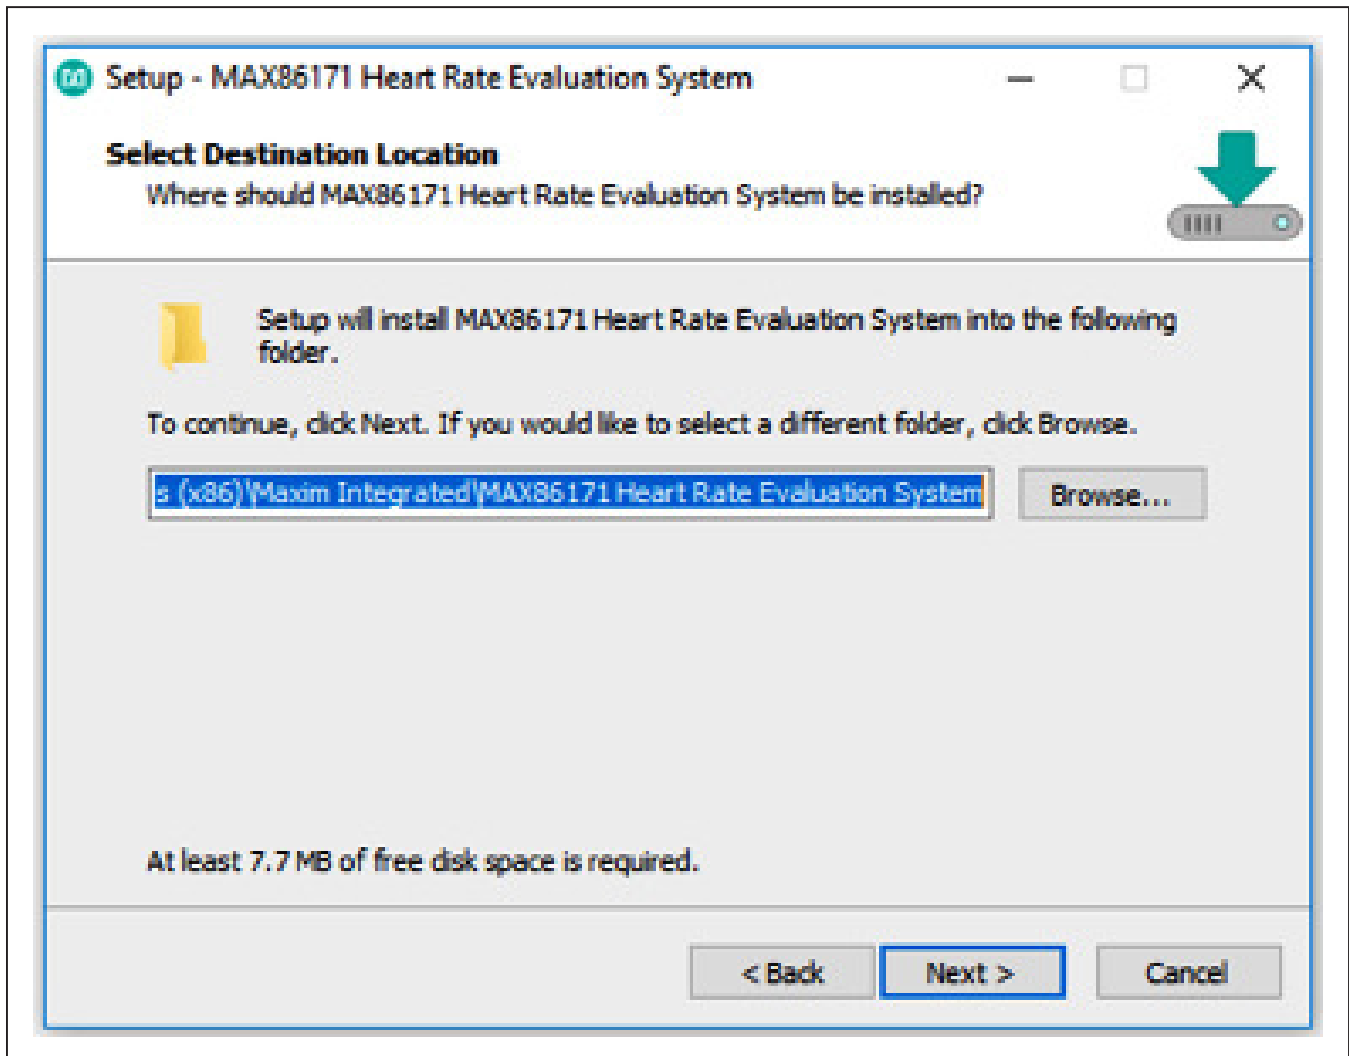 Setup - MAX86171 Heart Rate Evaluation System
Select Destination Location
Where should MAX86171 Heart Rate Evaluation System be installed?
Setup will install MAX86171 Heart Rate Evaluation System into the following
folder.
To continue, click Next. If you would like to select a different folder, click Browse.
s (x86)\Maxim Integrated\MAX86171 Heart Rate Evaluation System
Browse...
At least 7.7 MB of free disk space is required.
< Back
Next >
Cancel